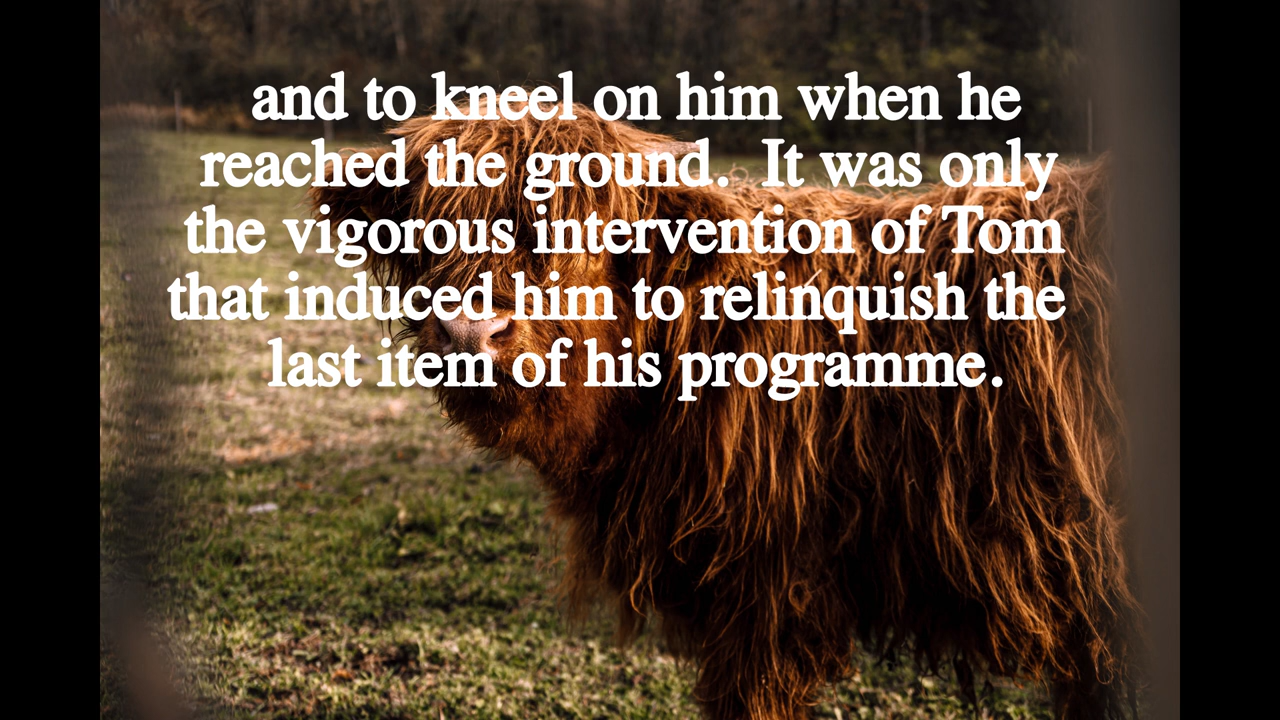 and to kneel on him when he
reached the ground. It was only
the vigorous intervention of Tom
that induced him to relinquish the
last item of his programme.